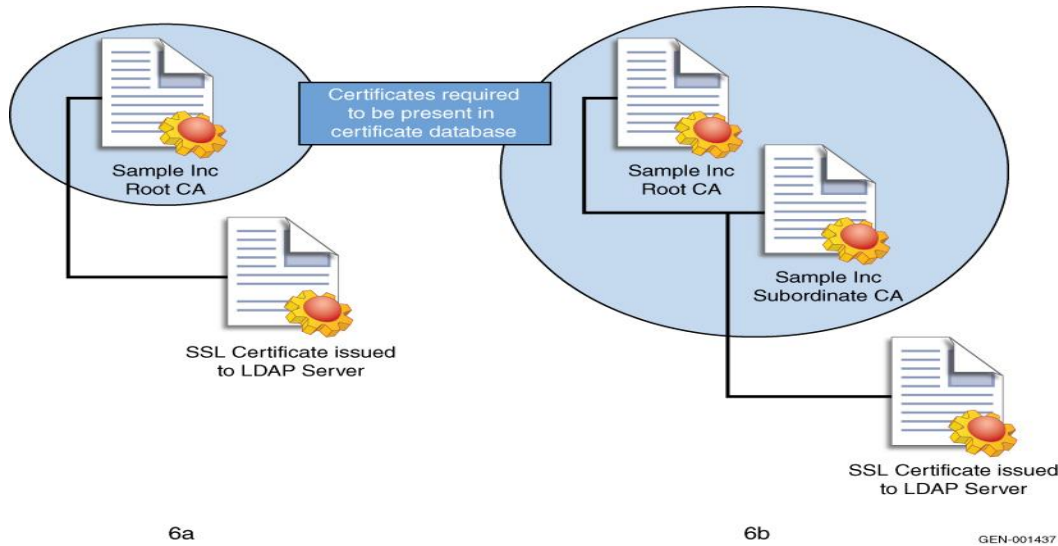 Certificates required
to be present in
certificate database
Sample Inc
Root CA
SSL Certificate issued
to LDAP Server
6a
Sample Inc
Root CA
Sample Inc
Subordinate CA
SSL Certificate issued
to LDAP Server
6b
GEN-001437